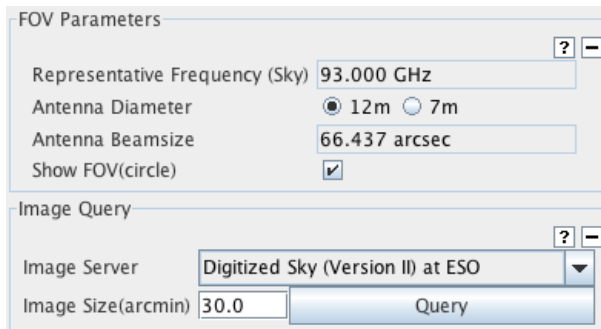 FOV Parameters
? −
Representative Frequency (Sky) 93.000 GHz
Antenna Diameter 12m 7m
Antenna Beamsize 66.437 arcsec
Show FOV(circle)
Image Query
? −
Image Server Digitized Sky (Version II) at ESO
Image Size(arcmin) 30.0 Query